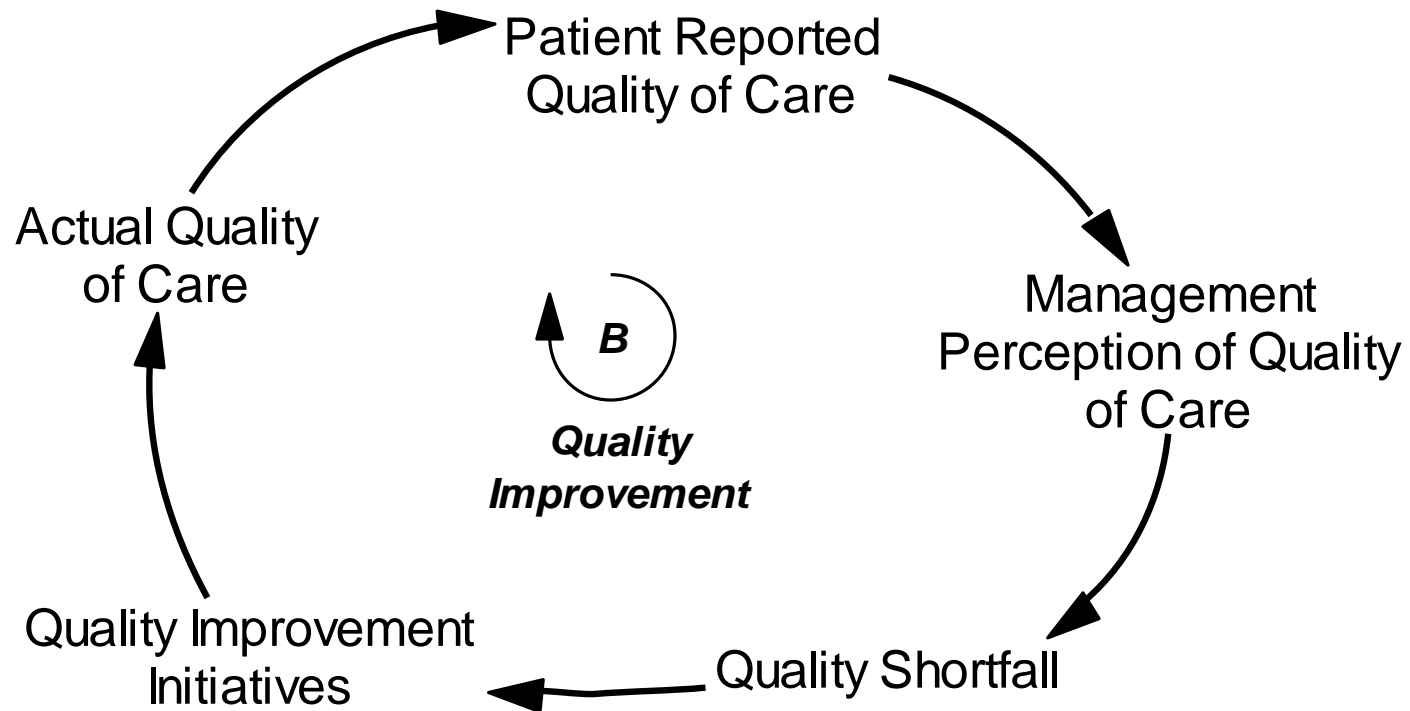 Patient Reported
Quality of Care
Actual Quality
of Care
Management
Perception of Quality
of Care
B
Quality
Improvement
Quality Improvement
Initiatives
Quality Shortfall